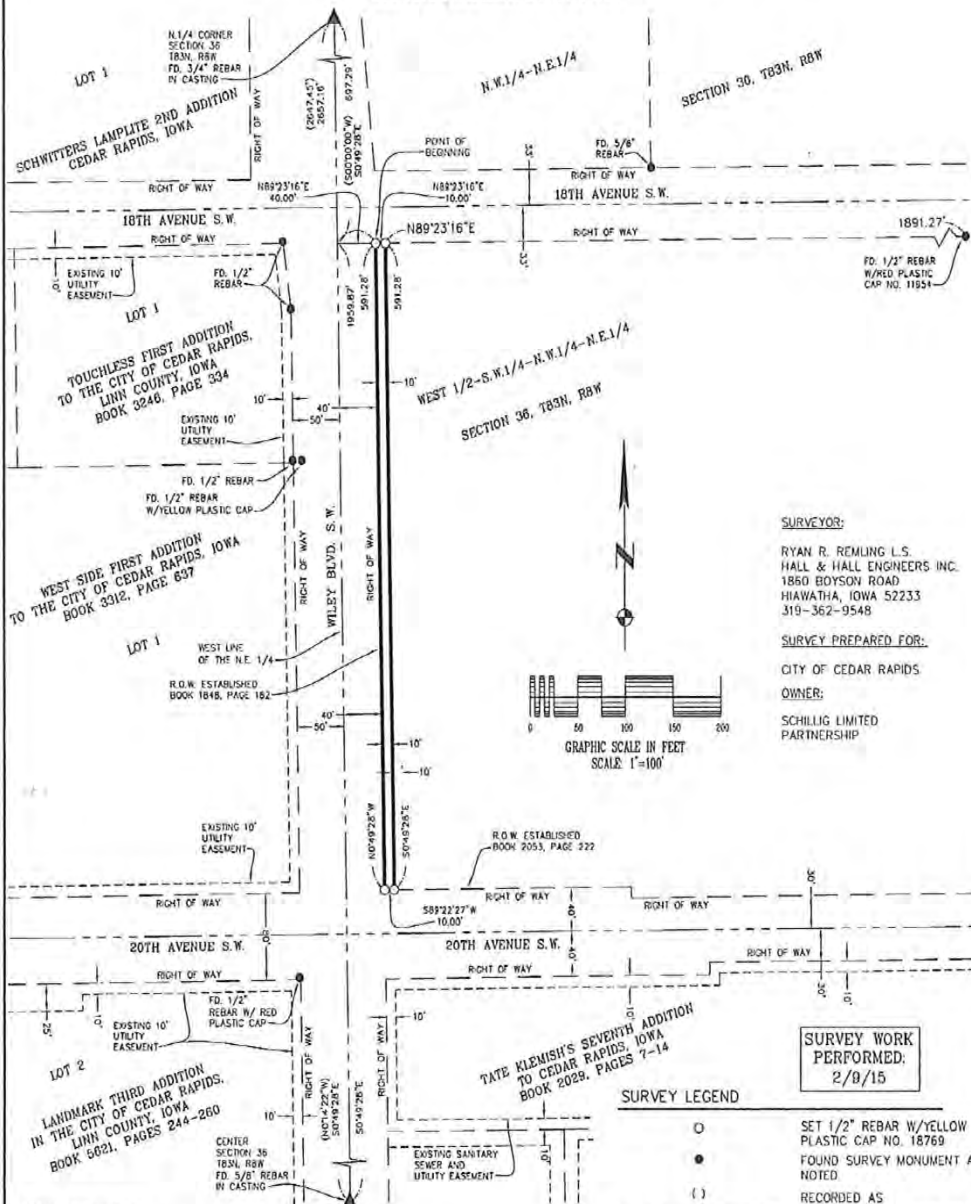 N.1/4 CORNER
SECTION 36
T83N, R8W
FD. 3/4" REBAR
IN CASTING
LOT 1
SCHWITTERS LAMPLITE 2ND ADDITION
CEDAR RAPIDS, IOWA
RIGHT OF WAY
(2647.45')
2657.16'
697.29'
(S00'00'00"W)
S0'49'28"E
N.W.1/4-N.E.1/4
SECTION 36, T83N, R8W
POINT OF
BEGINNING
FD. 5/8"
REBAR
33'
RIGHT OF WAY
RIGHT OF WAY
N89'23'16"E
40.00'
N89'23'16"E
10.00'
18TH AVENUE S.W.
18TH AVENUE S.W.
RIGHT OF WAY
N89'23'16"E
RIGHT OF WAY
33'
1891.27'
FD. 1/2" REBAR
W/RED PLASTIC
CAP NO. 11954
10'
EXISTING 10'
UTILITY
EASEMENT
FD. 1/2"
REBAR
1959.87'
591.28'
591.28'
LOT 1
TOUCHLESS FIRST ADDITION
TO THE CITY OF CEDAR RAPIDS,
LINN COUNTY, IOWA
BOOK 3246, PAGE 334
WEST 1/2-S.W.1/4-N.W.1/4-N.E.1/4
SECTION 36, T83N, R8W
10'
10'
40'
50'
EXISTING 10'
UTILITY
EASEMENT
FD. 1/2" REBAR
FD. 1/2" REBAR
W/YELLOW PLASTIC CAP
WEST SIDE FIRST ADDITION
TO THE CITY OF CEDAR RAPIDS, IOWA
BOOK 3312, PAGE 637
LOT 1
RIGHT OF WAY
WILEY BLVD. S.W.
RIGHT OF WAY
WEST LINE
OF THE N.E. 1/4
R.O.W. ESTABLISHED
BOOK 1848, PAGE 182
40'
50'
10'
10'
N
0 50 100 150 200
GRAPHIC SCALE IN FEET
SCALE: 1"=100'
SURVEYOR:
RYAN R. REMLING L.S.
HALL & HALL ENGINEERS INC.
1860 BOYSON ROAD
HIAWATHA, IOWA 52233
319-362-9548
SURVEY PREPARED FOR:
CITY OF CEDAR RAPIDS
OWNER:
SCHILLIG LIMITED
PARTNERSHIP
EXISTING 10'
UTILITY
EASEMENT
N0'49'28"W
S0'49'28"E
R.O.W. ESTABLISHED
BOOK 2053, PAGE 222
RIGHT OF WAY
S89'22'27"W
10.00'
RIGHT OF WAY
RIGHT OF WAY
80'
40'
40'
30'
20TH AVENUE S.W.
20TH AVENUE S.W.
RIGHT OF WAY
RIGHT OF WAY
RIGHT OF WAY
30'
10'
25'
10'
EXISTING 10'
UTILITY
EASEMENT
FD. 1/2"
REBAR W/ RED
PLASTIC CAP
10'
10'
LOT 2
LANDMARK THIRD ADDITION
IN THE CITY OF CEDAR RAPIDS,
LINN COUNTY, IOWA
BOOK 5621, PAGES 244-260
10'
RIGHT OF WAY
(N0'14'22"W)
S0'49'28"E
S0'49'28"E
RIGHT OF WAY
TATE KLEMISH'S SEVENTH ADDITION
TO CEDAR RAPIDS, IOWA
BOOK 2029, PAGES 7-14
CENTER
SECTION 36
T83N, R8W
FD. 5/8" REBAR
IN CASTING
EXISTING SANITARY
SEWER AND
UTILITY EASEMENT
10'
SURVEY WORK
PERFORMED:
2/9/15
SURVEY LEGEND
SET 1/2" REBAR W/YELLOW
PLASTIC CAP NO. 18769
FOUND SURVEY MONUMENT A
NOTED
( ) RECORDED AS